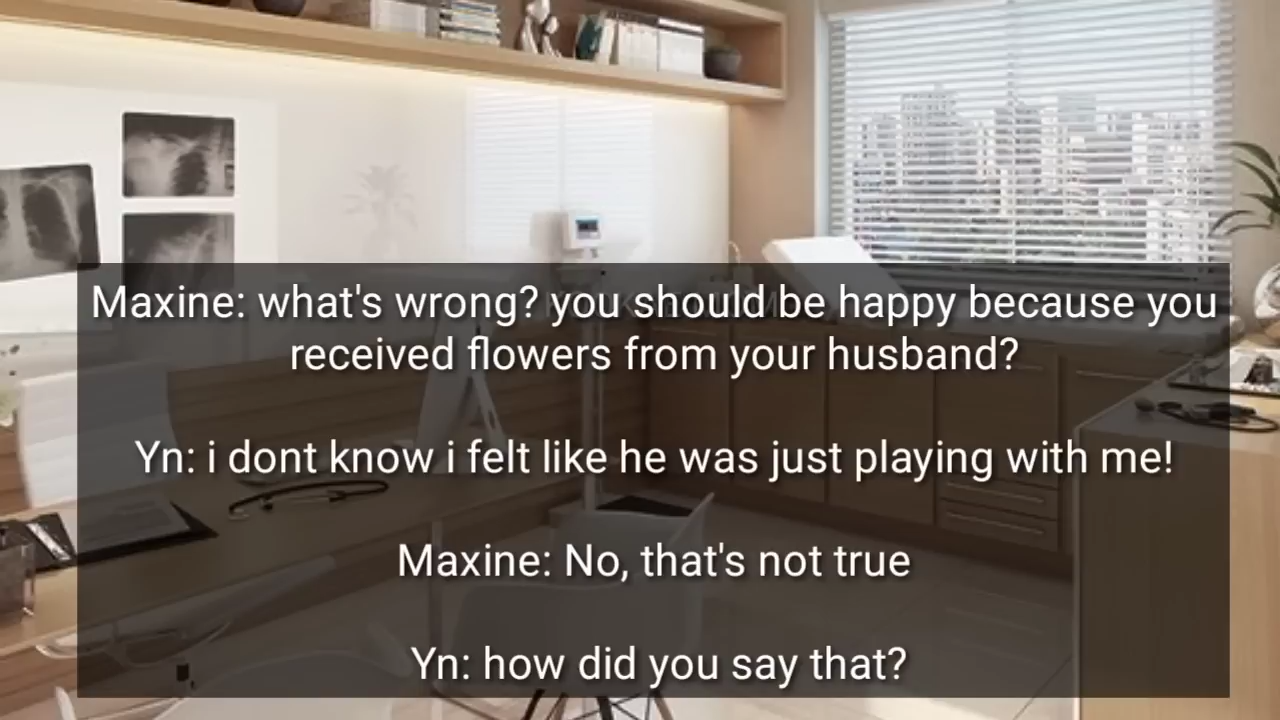 Maxine: what's wrong? you should be happy because you
received flowers from your husband?
Yn: i dont know i felt like he was just playing with me!
Maxine: No, that's not true
Yn: how did you say that?